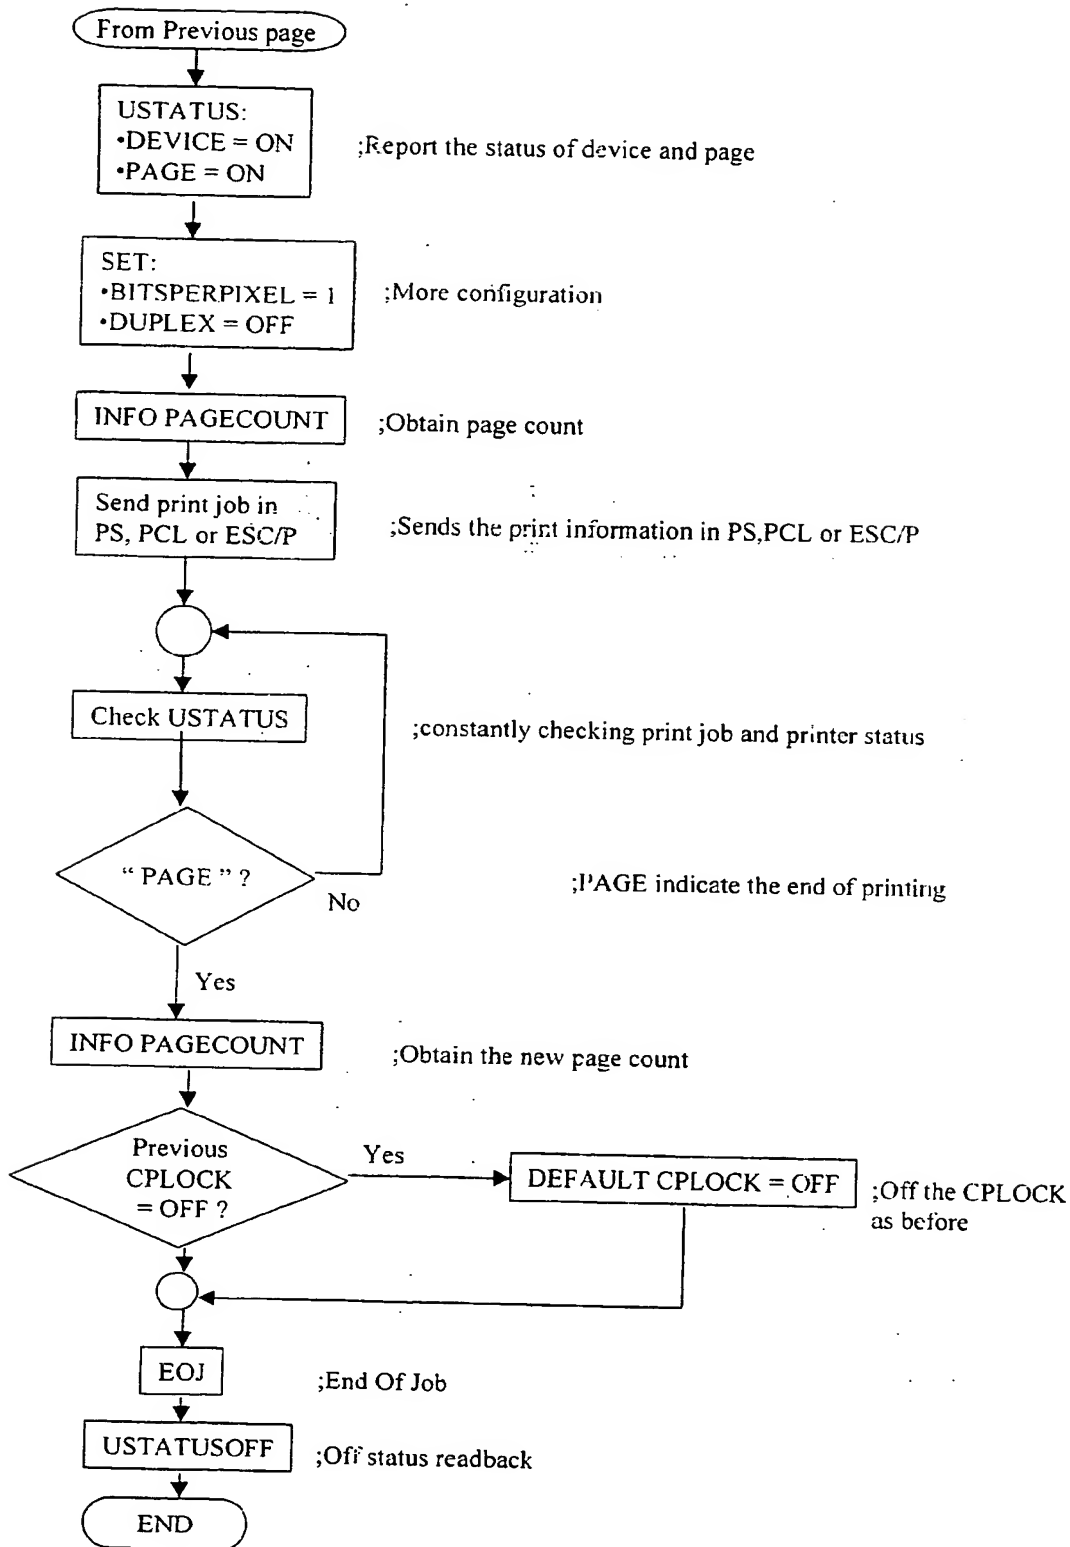 From Previous page
USTATUS:
•DEVICE = ON
•PAGE = ON
;Report the status of device and page
SET:
•BITSPERPIXEL = 1
•DUPLEX = OFF
;More configuration
INFO PAGECOUNT
;Obtain page count
Send print job in
PS, PCL or ESC/P
;Sends the print information in PS,PCL or ESC/P
Check USTATUS
;constantly checking print job and printer status
“ PAGE ” ?
No
;PAGE indicate the end of printing
Yes
INFO PAGECOUNT
;Obtain the new page count
Previous
CPLOCK
= OFF ?
Yes
DEFAULT CPLOCK = OFF
;Off the CPLOCK
as before
EOJ
;End Of Job
USTATUSOFF
;Off status readback
END